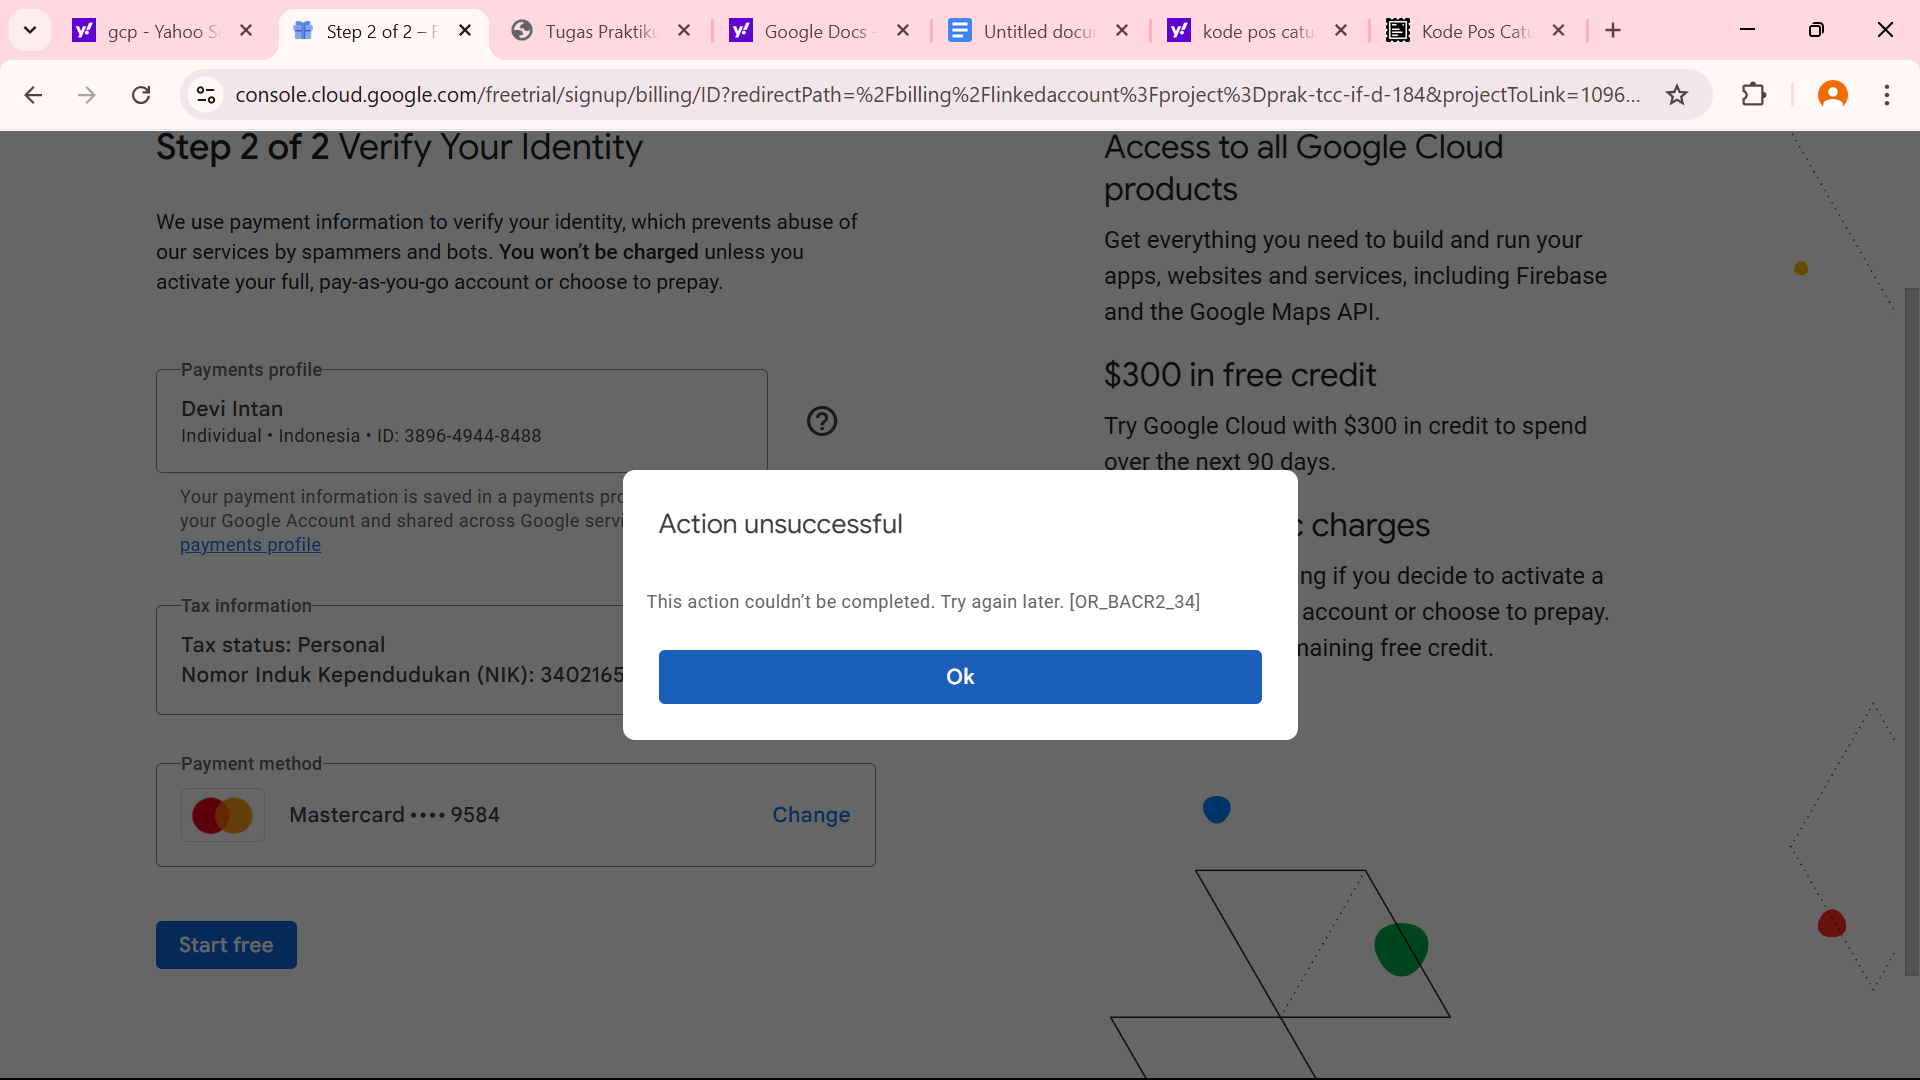 gcp - Yahoo S
Step 2 of 2 – F
Tugas Praktiku
Google Docs -
Untitled docu
kode pos catu
Kode Pos Catu
console.cloud.google.com/freetrial/signup/billing/ID?redirectPath=%2Fbilling%2Flinkedaccount%3Fproject%3Dprak-tcc-if-d-184&projectToLink=1096...
Step 2 of 2 Verify Your Identity
We use payment information to verify your identity, which prevents abuse of
our services by spammers and bots. You won't be charged unless you
activate your full, pay-as-you-go account or choose to prepay.
Payments profile
Devi Intan
Individual • Indonesia • ID: 3896-4944-8488
Your payment information is saved in a payments pro
your Google Account and shared across Google servi
payments profile
Tax information
Tax status: Personal
Nomor Induk Kependudukan (NIK): 3402165
Payment method
Mastercard •••• 9584
Change
Start free
Access to all Google Cloud
products
Get everything you need to build and run your
apps, websites and services, including Firebase
and the Google Maps API.
$300 in free credit
Try Google Cloud with $300 in credit to spend
over the next 90 days.
c charges
ng if you decide to activate a
account or choose to prepay.
maining free credit.
Action unsuccessful
This action couldn't be completed. Try again later. [OR_BACR2_34]
Ok